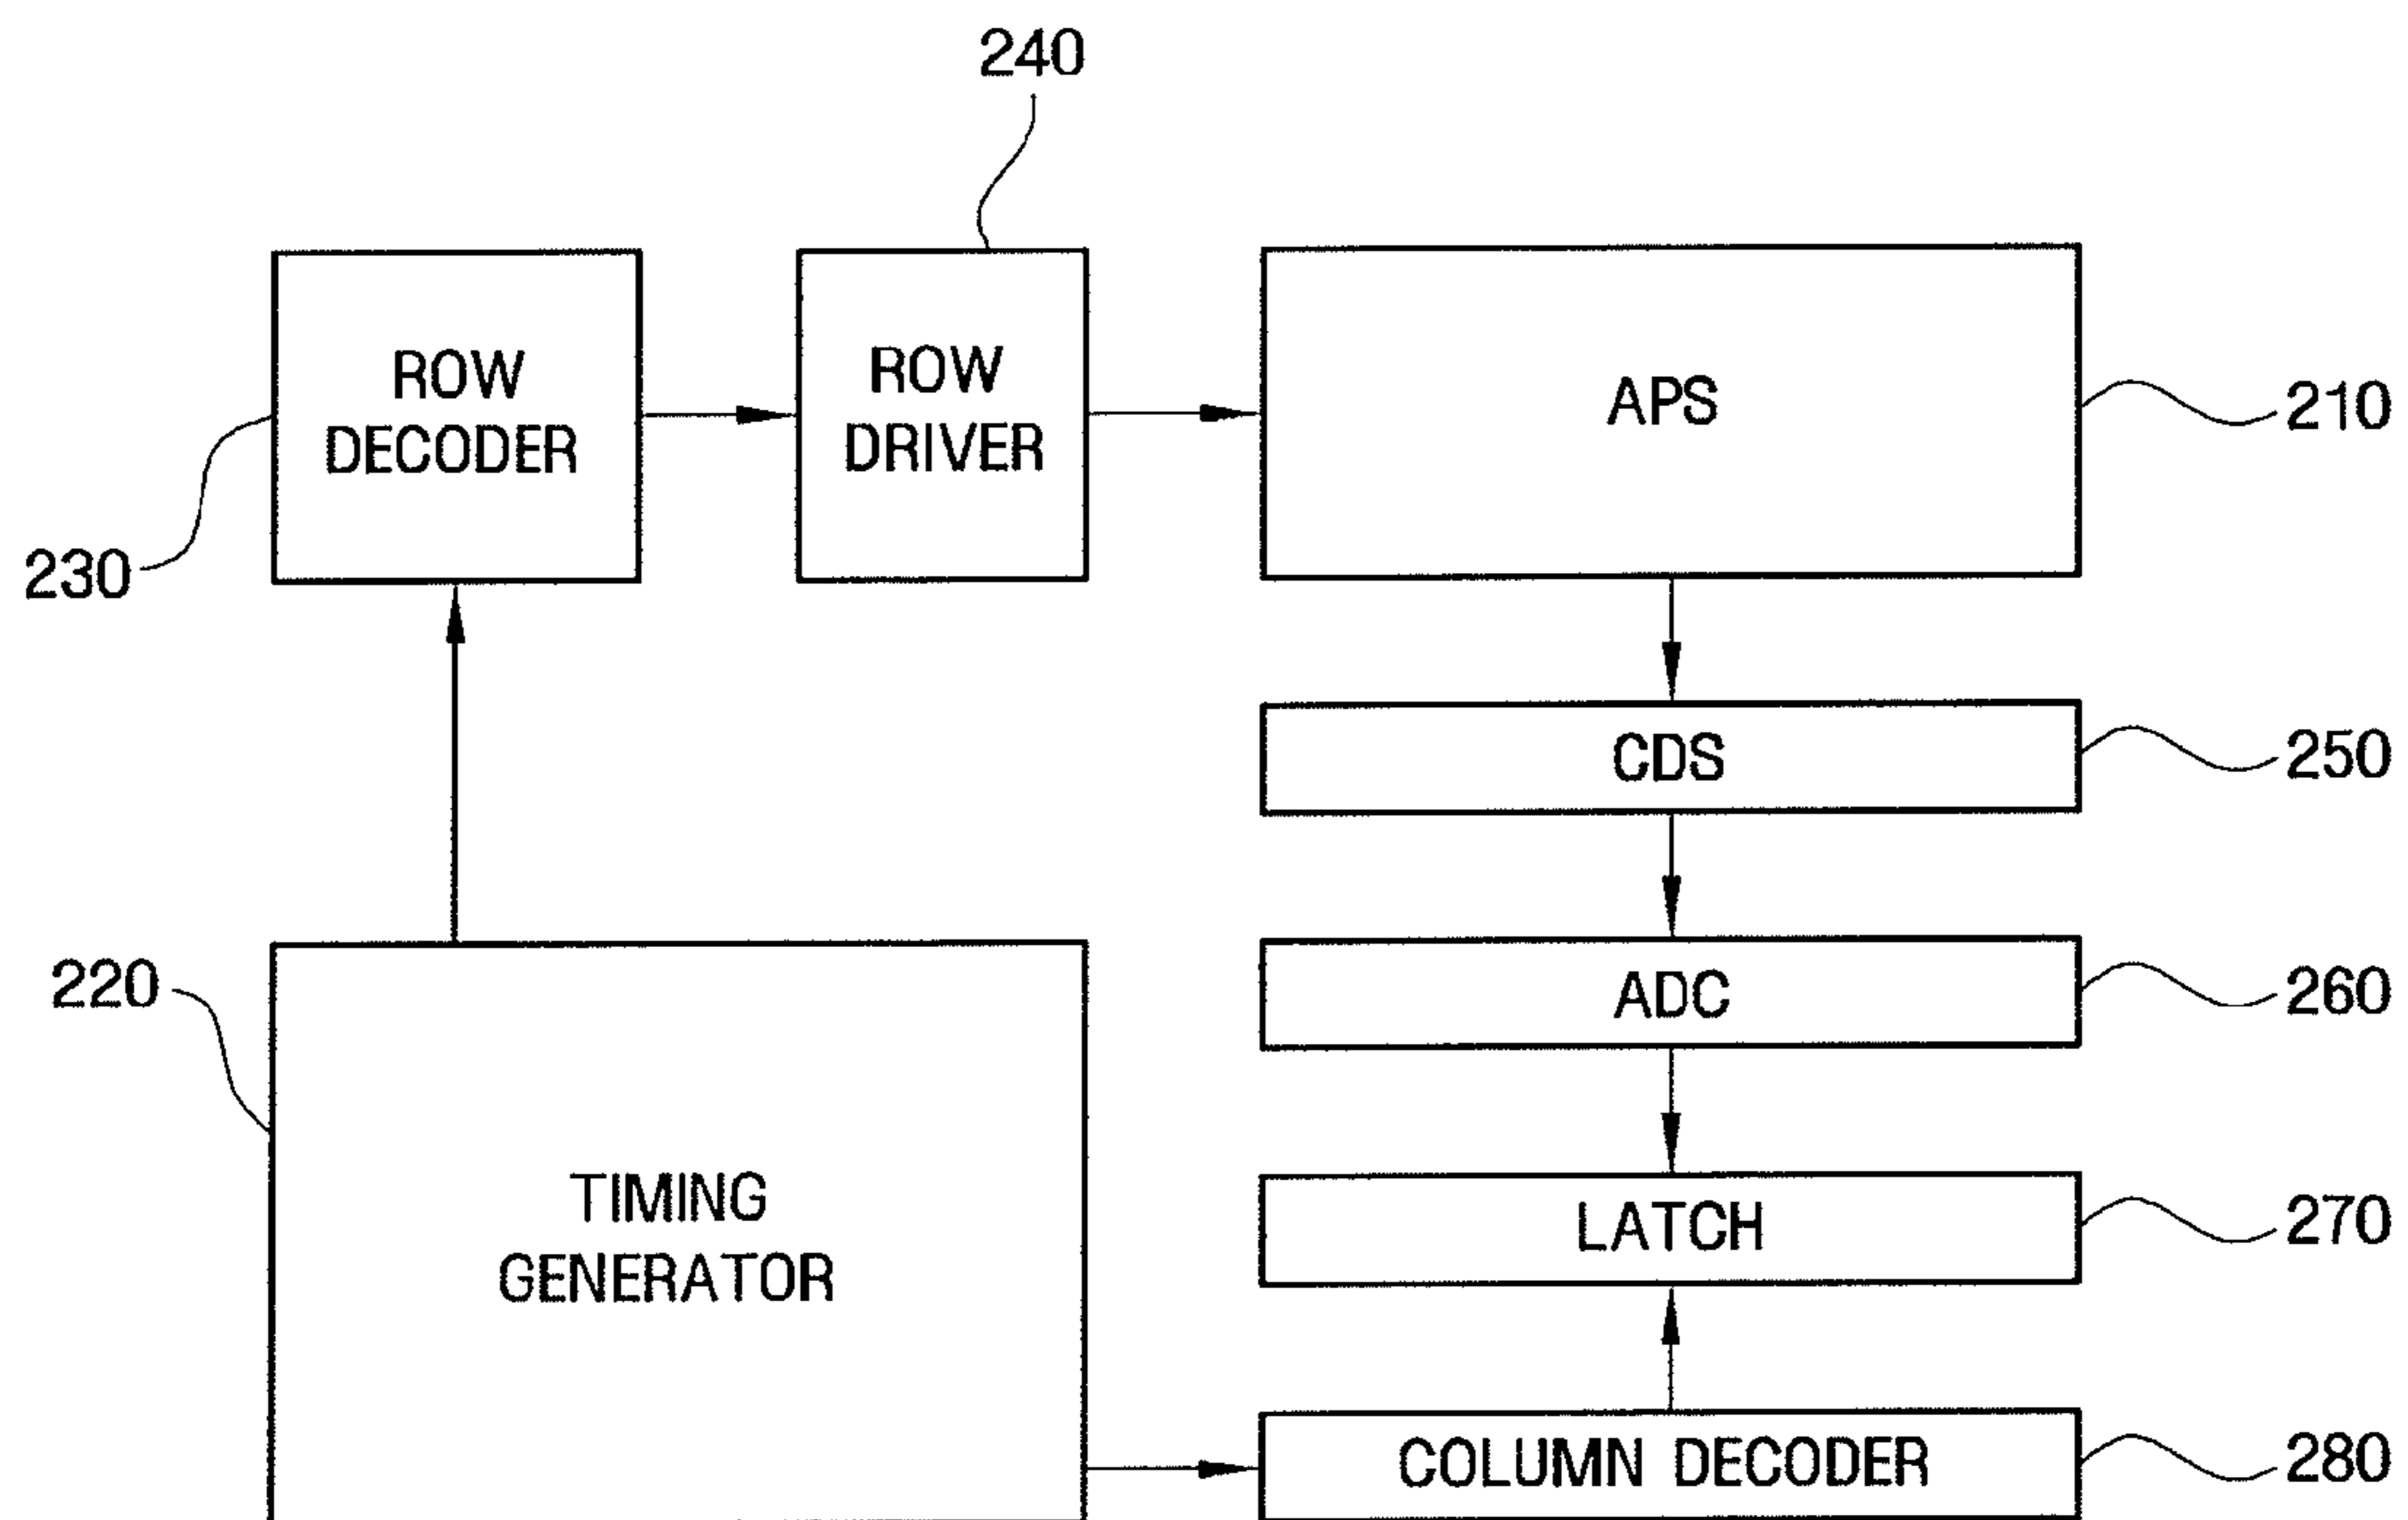 240
ROW
DECODER
ROW
DRIVER
APS
210
230
CDS
250
220
ADC
260
TIMING
GENERATOR
LATCH
270
COLUMN DECODER
280